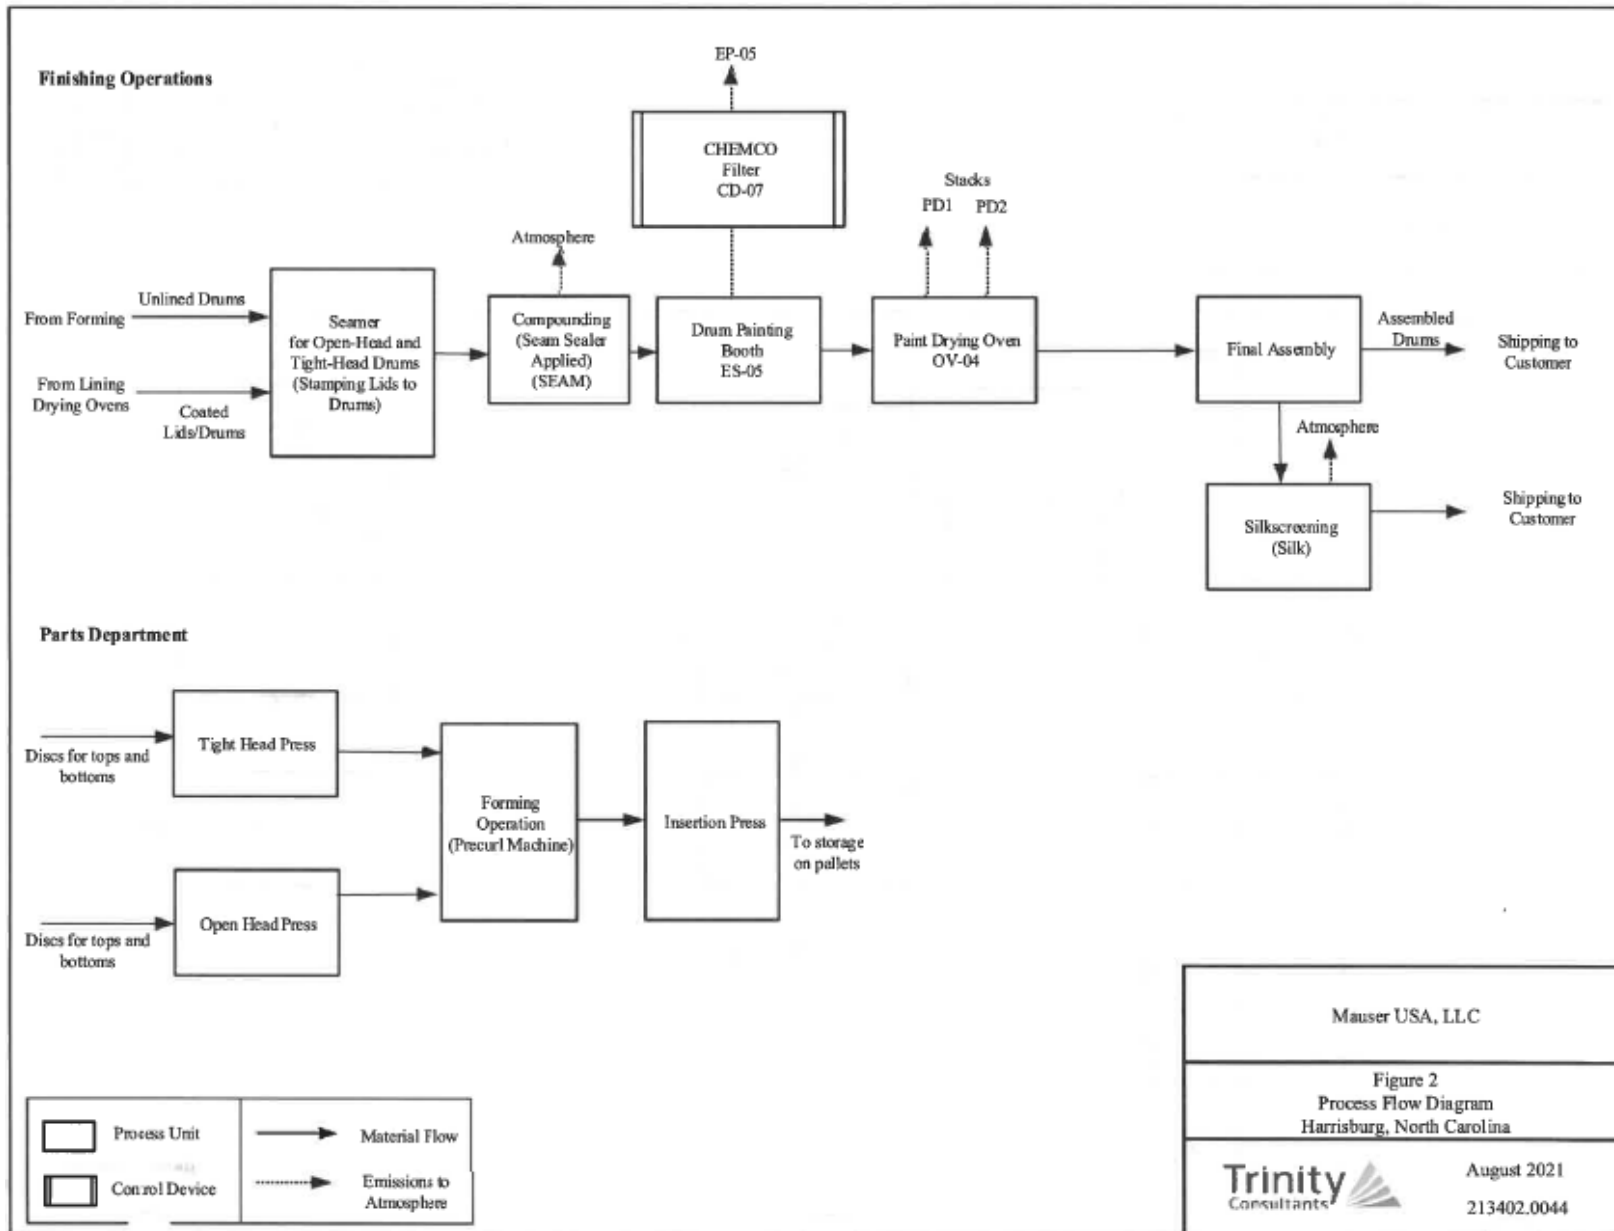 Finishing Operations
EP-05
CHEMCO
Filter
CD-07
Stacks
PD1 PD2
Atmosphere
From Forming
Unlined Drums
From Lining
Drying Ovens
Coated
Lids/Drums
Seamer
for Open-Head and
Tight-Head Drums
(Stamping Lids to
Drums)
Compounding
(Seam Sealer
Applied)
(SEAM)
Drum Painting
Booth
ES-05
Paint Drying Oven
OV-04
Final Assembly
Assembled
Drums
Shipping to
Customer
Atmosphere
Silkscreening
(Silk)
Shipping to
Customer
Parts Department
Discs for tops and
bottoms
Tight Head Press
Discs for tops and
bottoms
Open Head Press
Forming
Operation
(Precurl Machine)
Insertion Press
To storage
on pallets
Process Unit
Material Flow
Control Device
Emissions to
Atmosphere
Mauser USA, LLC
Figure 2
Process Flow Diagram
Harrisburg, North Carolina
Trinity
Consultants
August 2021
213402.0044